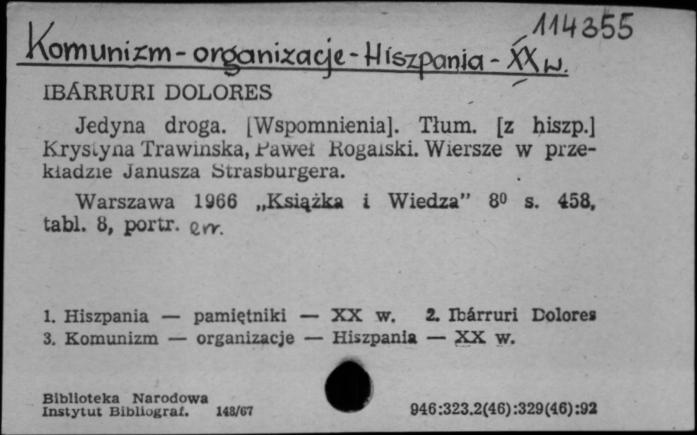 114355
Komunizm - organizacje - Hiszpania - XX w.
IBÁRRURI DOLORES
Jedyna droga. [Wspomnienia]. Tłum. [z hiszp.]
Krystyna Trawińska, Paweł Rogalski. Wiersze w prze-
kładzie Janusza Strasburgera.
Warszawa 1966 „Książka i Wiedza” 8⁰ s. 458,
tabl. 8, portr. err.
1. Hiszpania — pamiętniki — XX w. 2. Ibárruri Dolores
3. Komunizm — organizacje — Hiszpania — XX w.
Biblioteka Narodowa
Instytut Bibliograf. 148/67 946:323.2(46):329(46):92